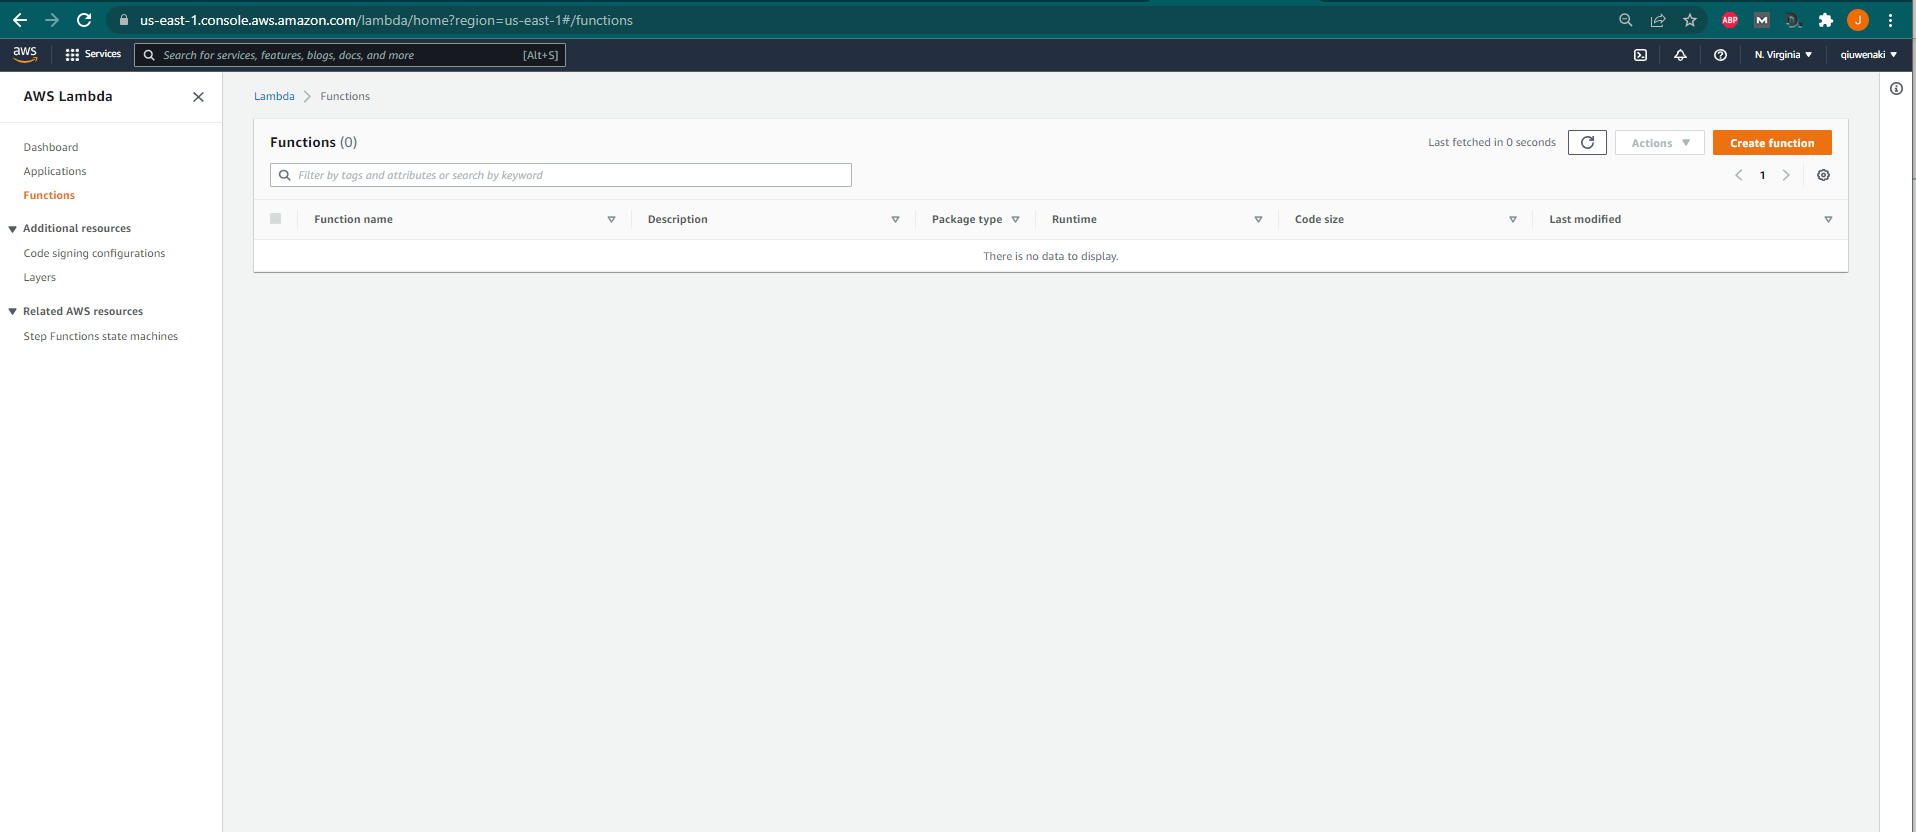 us-east-1.console.aws.amazon.com/lambda/home?region=us-east-1#/functions
ABP
M
J
aws
Services
Search for services, features, blogs, docs, and more
[Alt+S]
N. Virginia
qiuwenaki
AWS Lambda
Dashboard
Applications
Functions
Additional resources
Code signing configurations
Layers
Related AWS resources
Step Functions state machines
Lambda
Functions
Functions (0)
Last fetched in 0 seconds
Actions
Create function
Filter by tags and attributes or search by keyword
1
Function name
Description
Package type
Runtime
Code size
Last modified
There is no data to display.